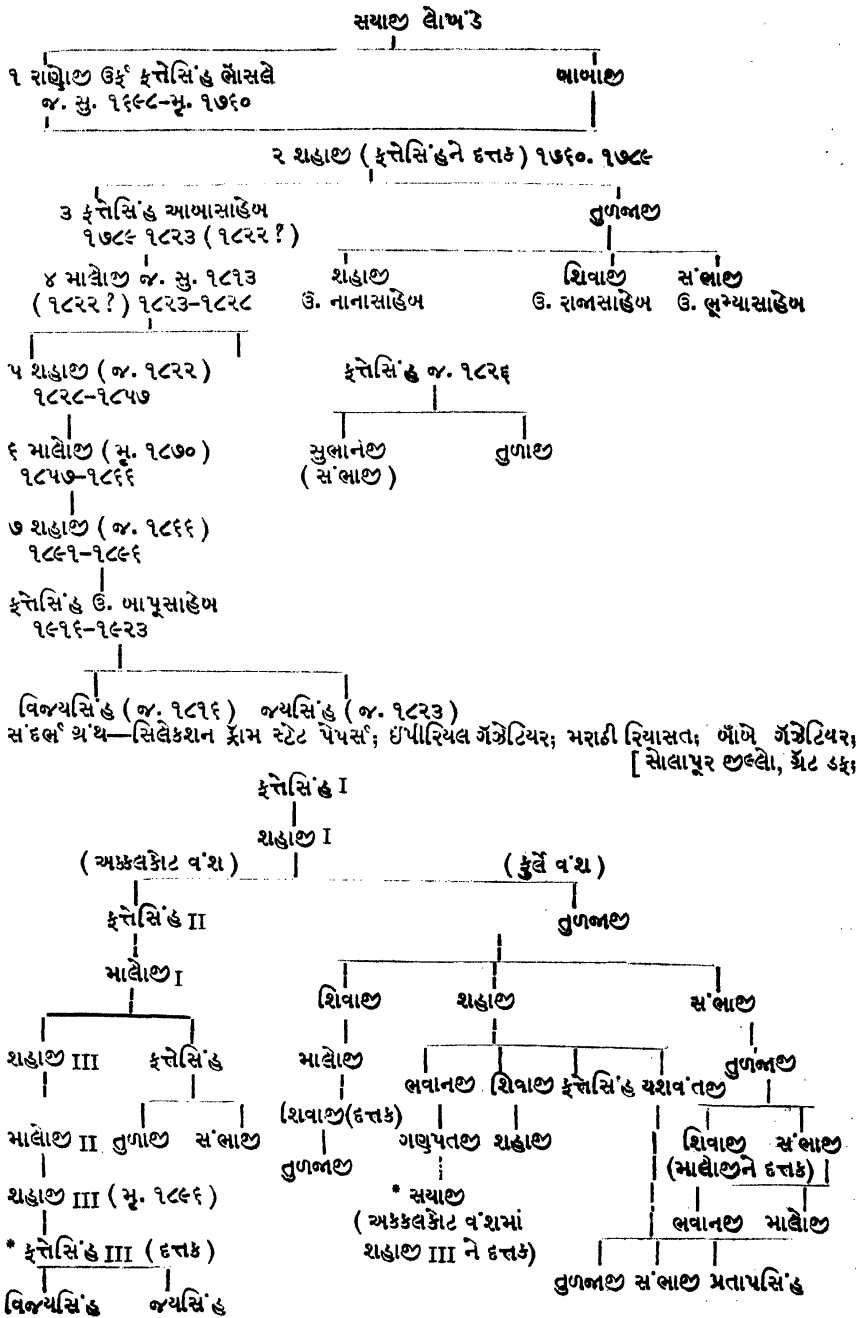 સયાજી લોખંડે
૧ રાણોજી ઉર્ફ ફત્તેસિંહ ભોંસલે બાબાજી
જ. સુ. ૧૬૯૮–મૃ. ૧૭૬૦
૨ શહાજી (ફત્તેસિંહને દત્તક) ૧૭૬૦. ૧૭૮૯
૩ ફત્તેસિંહ આબાસાહેબ તુળજાજી
૧૭૮૯ ૧૮૨૩ (૧૮૨૨?)
૪ માલોજી જ. સુ. ૧૮૧૩ શહાજી શિવાજી સંભાજી
(૧૮૨૨?) ૧૮૨૩–૧૮૨૮ ઉ. નાનાસાહેબ ઉ. રાજાસાહેબ ઉ. ભૂમ્યાસાહેબ
૫ શહાજી (જ. ૧૮૨૨) ફત્તેસિંહ જ. ૧૮૨૬
૧૮૨૮–૧૮૫૭
૬ માલોજી (મૃ. ૧૮૭૦) સુભાનજી તુળાજી
૧૮૫૭–૧૮૬૬ (સંભાજી)
૭ શહાજી (જ. ૧૮૬૬)
૧૮૯૧–૧૮૯૬
ફત્તેસિંહ ઉ. બાપૂસાહેબ
૧૯૧૬–૧૯૨૩
વિજયસિંહ (જ. ૧૮૧૬) જયસિંહ (જ. ૧૮૨૩)
સંદર્ભ ગ્રંથ—સિલેકશન ફ્રૉમ સ્ટેટ પેપર્સ; ઈંપીરિયલ ગૅઝેટિયર; મરાઠી રિયાસત; બૉંબે ગૅઝેટિયર;
[સોલાપૂર જીલ્લો, ગ્રૅંટ ડફ;
ફત્તેસિંહ I
શહાજી I
(અક્કલકોટ વંશ) (કુર્લે વંશ)
ફત્તેસિંહ II તુળજાજી
માલોજી I
શિવાજી શહાજી સંભાજી
શહાજી III ફત્તેસિંહ માલોજી તુળજાજી
ભવાનજી શિવાજી ફત્તેસિંહ યશવંતજી
શિવાજી(દત્તક)
માલોજી II તુળાજી સંભાજી ગણપતજી શહાજી શિવાજી સંભાજી
તુળજાજી (માલોજીને દત્તક)
શહાજી III (મૃ. ૧૮૯૬) * સયાજી
(અકકલકોટ વંશમાં ભવાનજી માલોજી
* ફત્તેસિંહ III (દત્તક) શહાજી III ને દત્તક)
તુળજાજી સંભાજી પ્રતાપસિંહ
વિજયસિંહ જયસિંહ